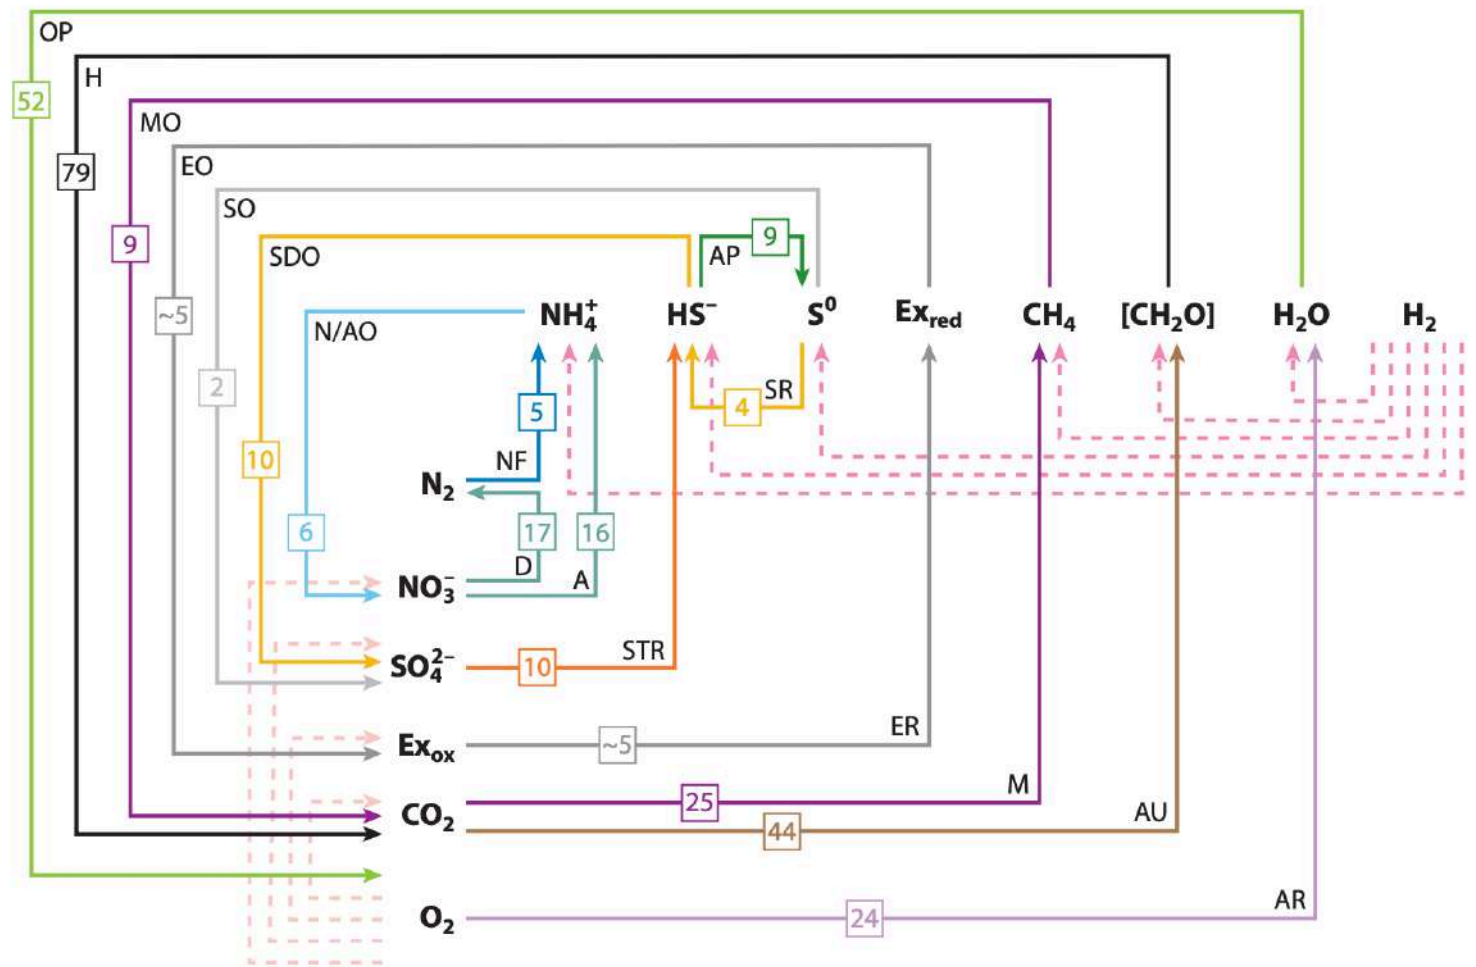 OP
H
52
MO
79
EO
SO
9
SDO
AP
9
~5
N/AO
NH₄⁺
HS⁻
S⁰
Ex_red
CH₄
[CH₂O]
H₂O
H₂
2
5
4
SR
10
NF
N₂
6
17
16
D
A
NO₃⁻
SO₄²⁻
10
STR
Ex_ox
~5
ER
CO₂
25
M
44
AU
O₂
24
AR